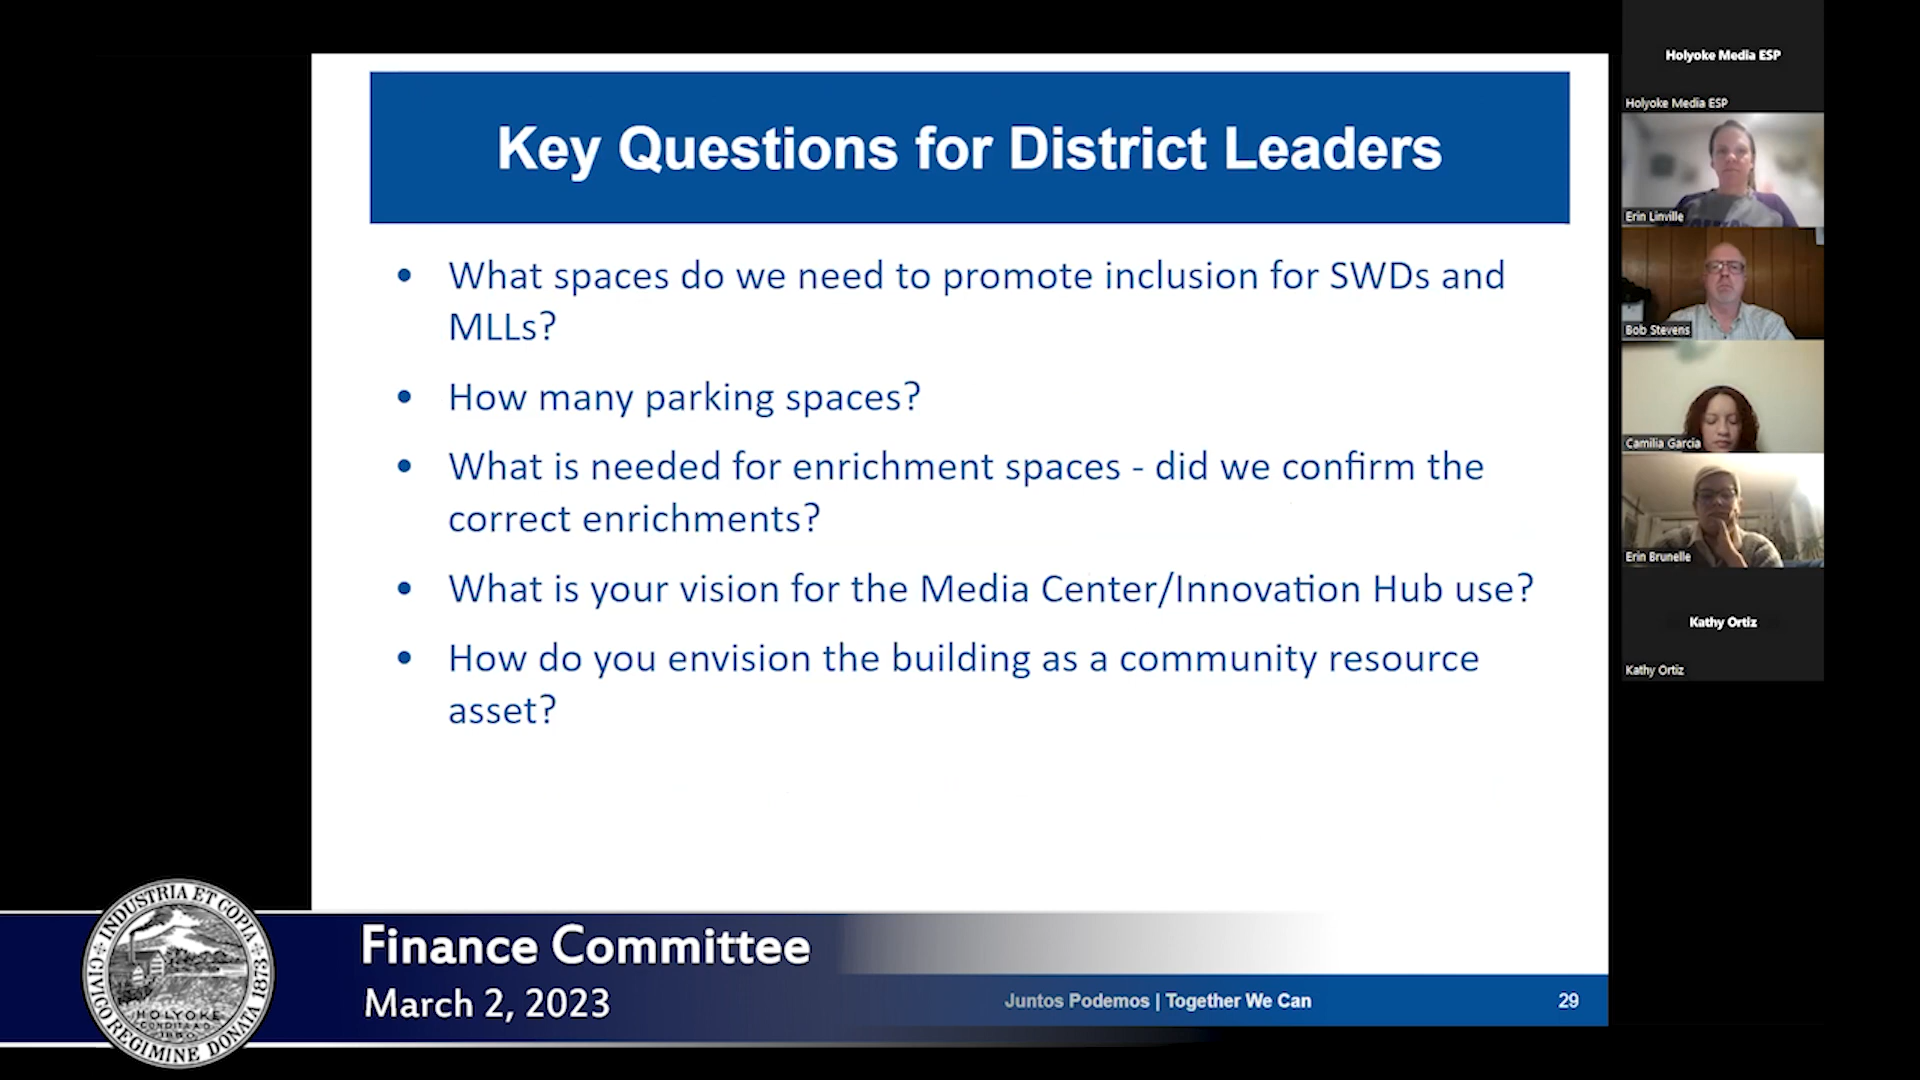 Key Questions for District Leaders
• What spaces do we need to promote inclusion for SWDs and
MLLs?
• How many parking spaces?
• What is needed for enrichment spaces - did we confirm the
correct enrichments?
• What is your vision for the Media Center/Innovation Hub use?
• How do you envision the building as a community resource
asset?
Juntos Podemos | Together We Can
29
Finance Committee
March 2, 2023
INDUSTRIA ET COPIA
CIVICO REGIMINE DONATA 1873
HOLYOKE
CONDITA A.D.
1850
Holyoke Media ESP
Holyoke Media ESP
Erin Linville
Bob Stevens
Camilia Garcia
Erin Brunelle
Kathy Ortiz
Kathy Ortiz